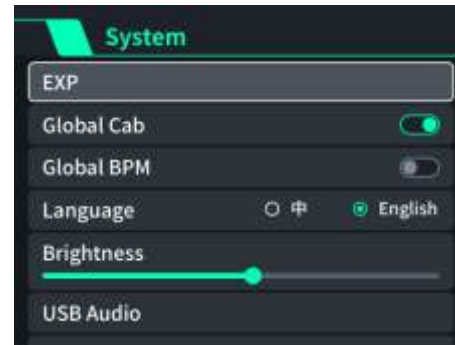 System
EXP
Global Cab
Global BPM
Language 中 English
Brightness
USB Audio